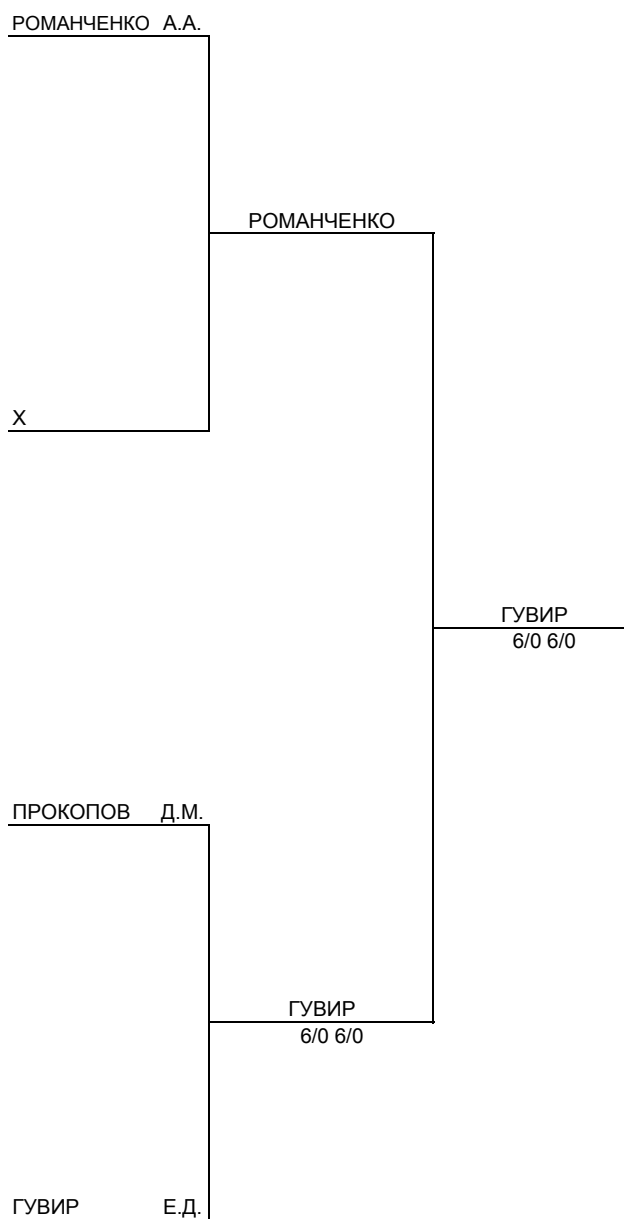 РОМАНЧЕНКО А.А.
РОМАНЧЕНКО
Х
ГУВИР
6/0 6/0
ПРОКОПОВ Д.М.
ГУВИР
6/0 6/0
ГУВИР Е.Д.